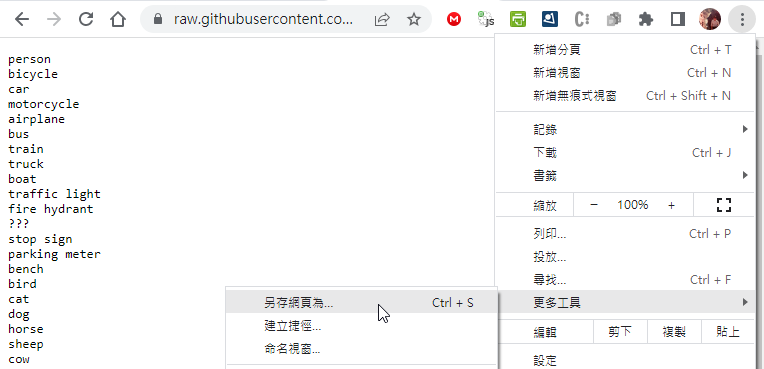 raw.githubusercontent.co...
js
person
bicycle
car
motorcycle
airplane
bus
train
truck
boat
traffic light
fire hydrant
???
stop sign
parking meter
bench
bird
cat
dog
horse
sheep
cow
新增分頁 Ctrl + T
新增視窗 Ctrl + N
新增無痕式視窗 Ctrl + Shift + N
記錄
下載 Ctrl + J
書籤
縮放 − 100% +
列印... Ctrl + P
投放...
尋找... Ctrl + F
更多工具
編輯 剪下 複製 貼上
設定
另存網頁為... Ctrl + S
建立捷徑...
命名視窗...